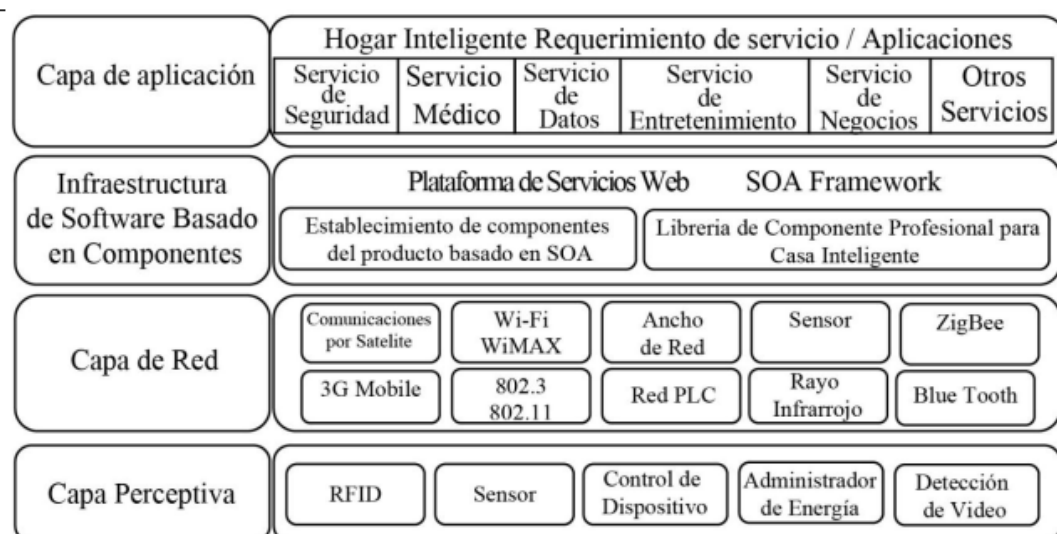 Capa de aplicación
Hogar Inteligente Requerimiento de servicio / Aplicaciones
Servicio
de
Seguridad
Servicio
Médico
Servicio
de
Datos
Servicio
de
Entretenimiento
Servicio
de
Negocios
Otros
Servicios
Infraestructura
de Software Basado
en Componentes
Plataforma de Servicios Web SOA Framework
Establecimiento de componentes
del producto basado en SOA
Libreria de Componente Profesional para
Casa Inteligente
Capa de Red
Comunicaciones
por Satelite
Wi-Fi
WiMAX
Ancho
de Red
Sensor
ZigBee
3G Mobile
802.3
802.11
Red PLC
Rayo
Infrarrojo
Blue Tooth
Capa Perceptiva
RFID
Sensor
Control de
Dispositivo
Administrador
de Energía
Detección
de Video